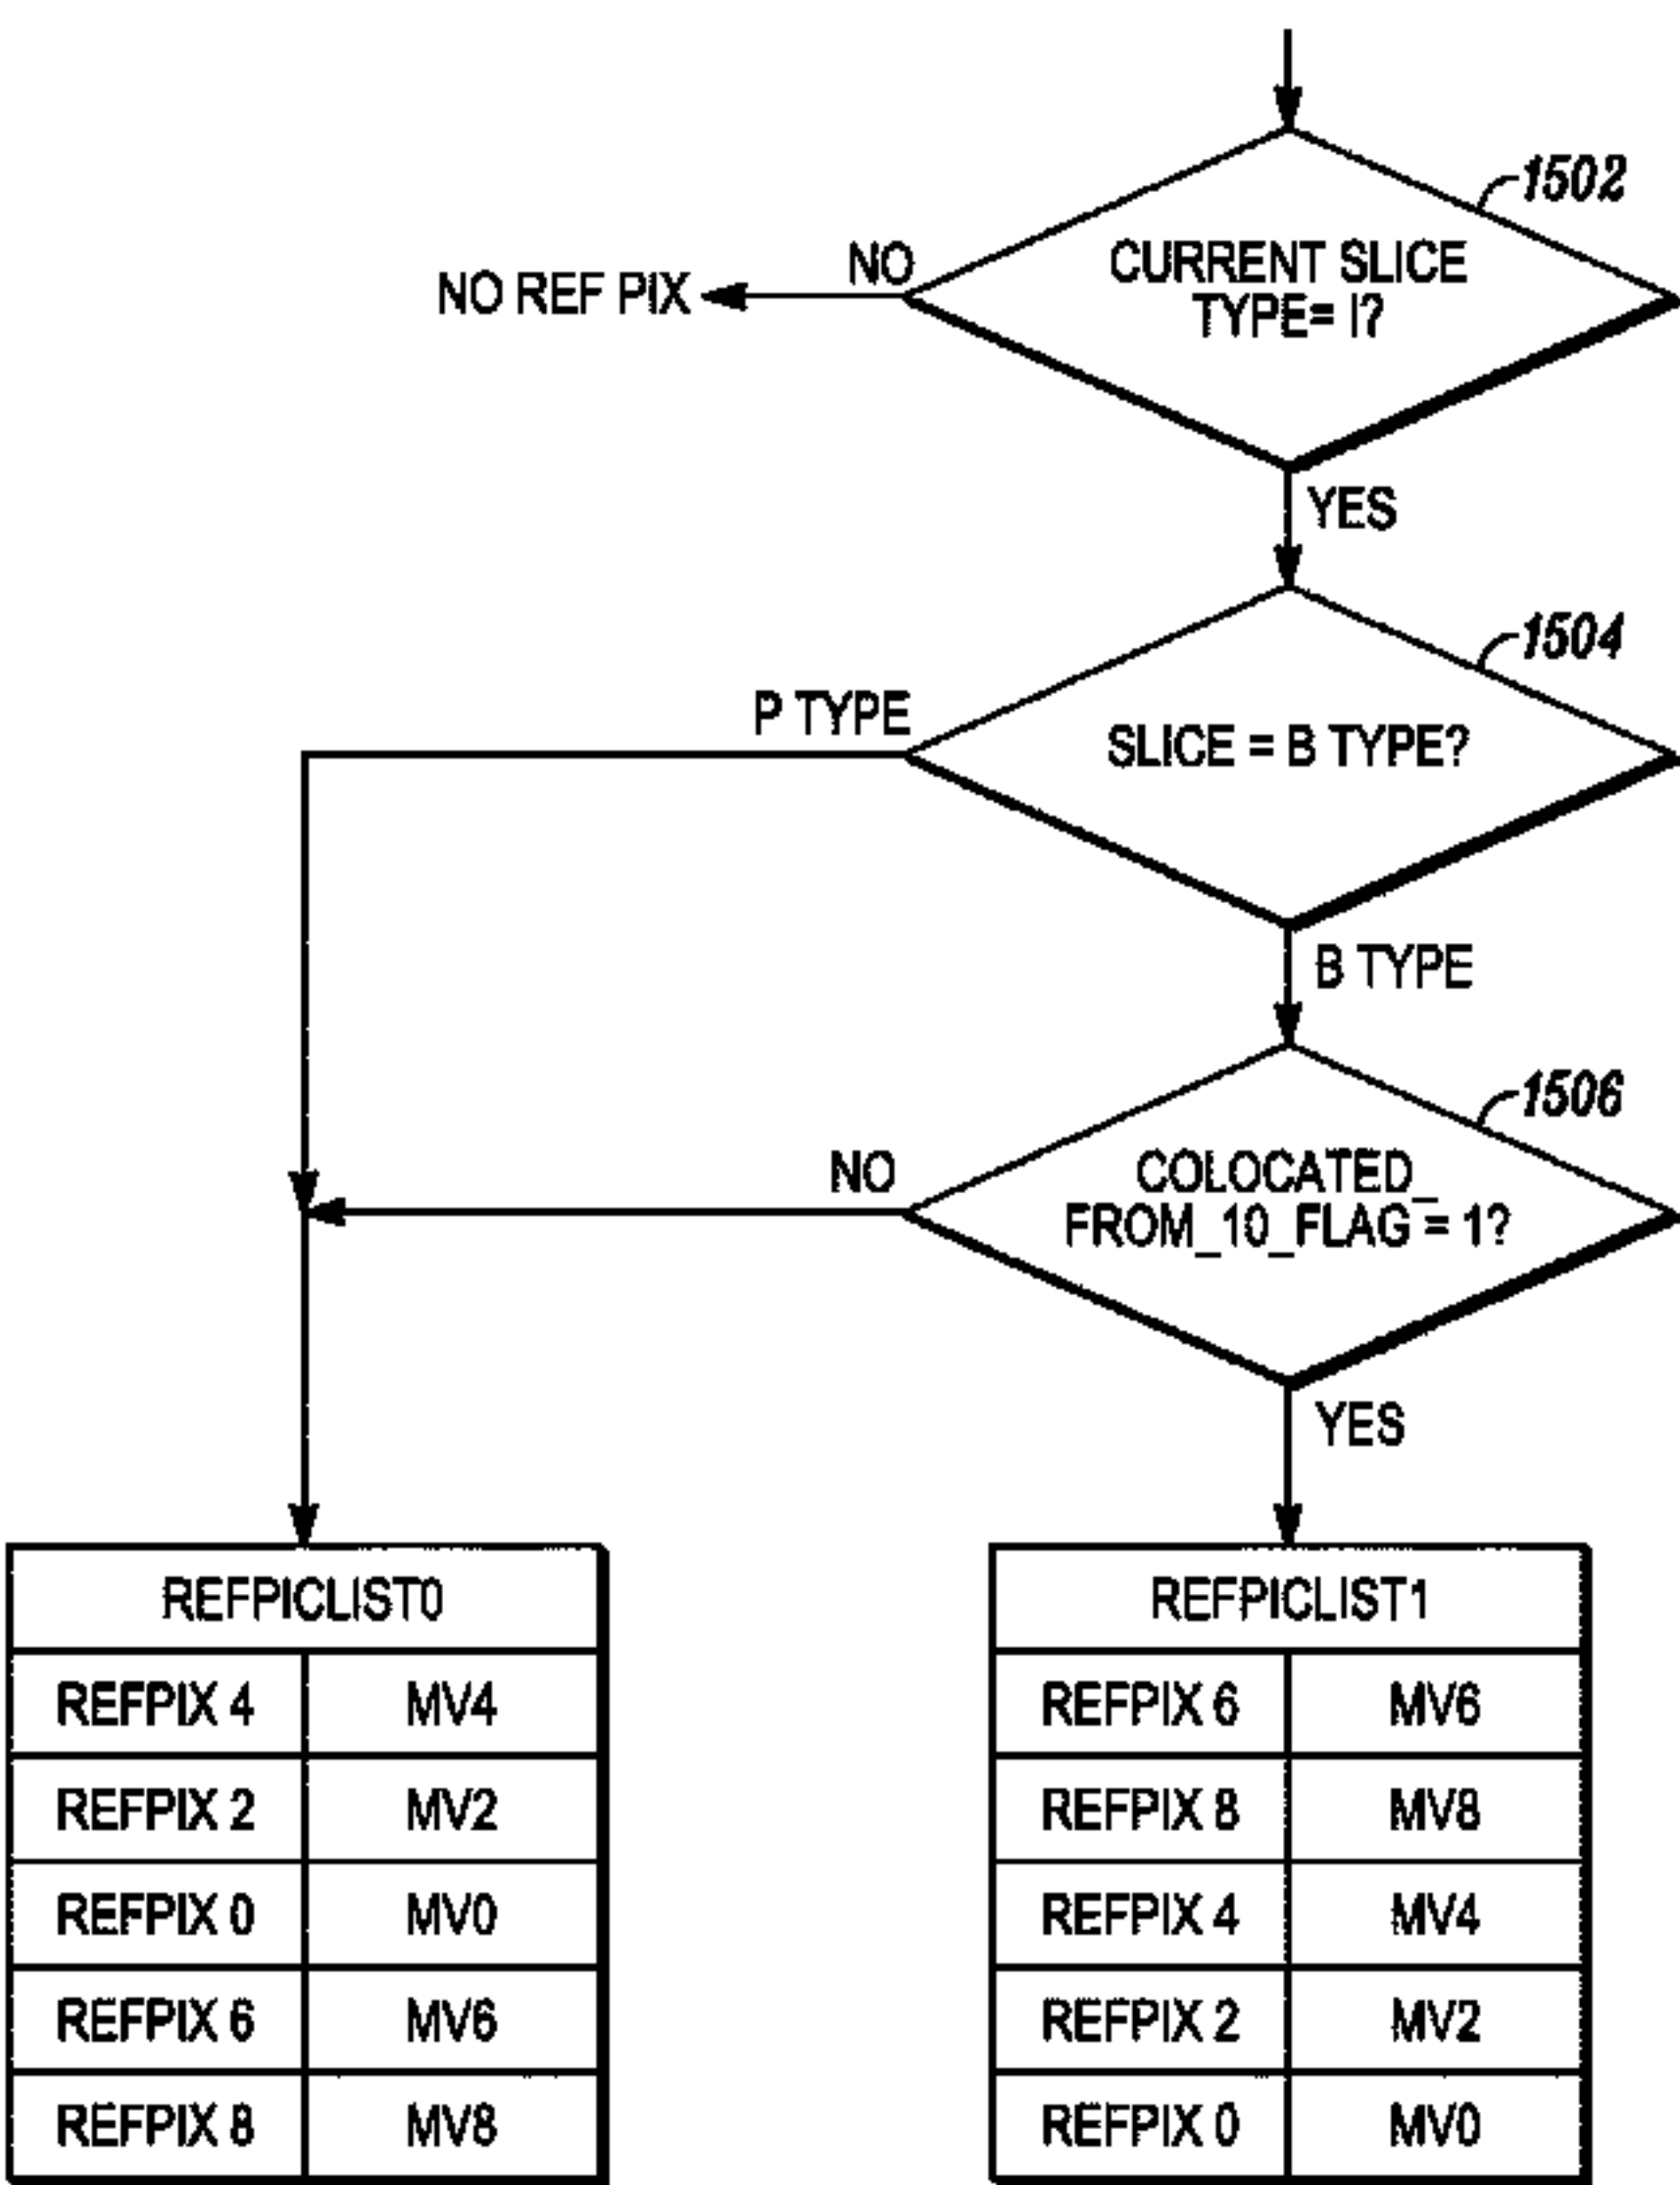 1502
CURRENT SLICE
TYPE= I?
NO
NO REF PIX
YES
1504
SLICE = B TYPE?
P TYPE
B TYPE
1506
COLOCATED_
FROM_10_FLAG = 1?
NO
YES
REFPICLIST0
REFPIX 4 MV4
REFPIX 2 MV2
REFPIX 0 MV0
REFPIX 6 MV6
REFPIX 8 MV8
REFPICLIST1
REFPIX 6 MV6
REFPIX 8 MV8
REFPIX 4 MV4
REFPIX 2 MV2
REFPIX 0 MV0